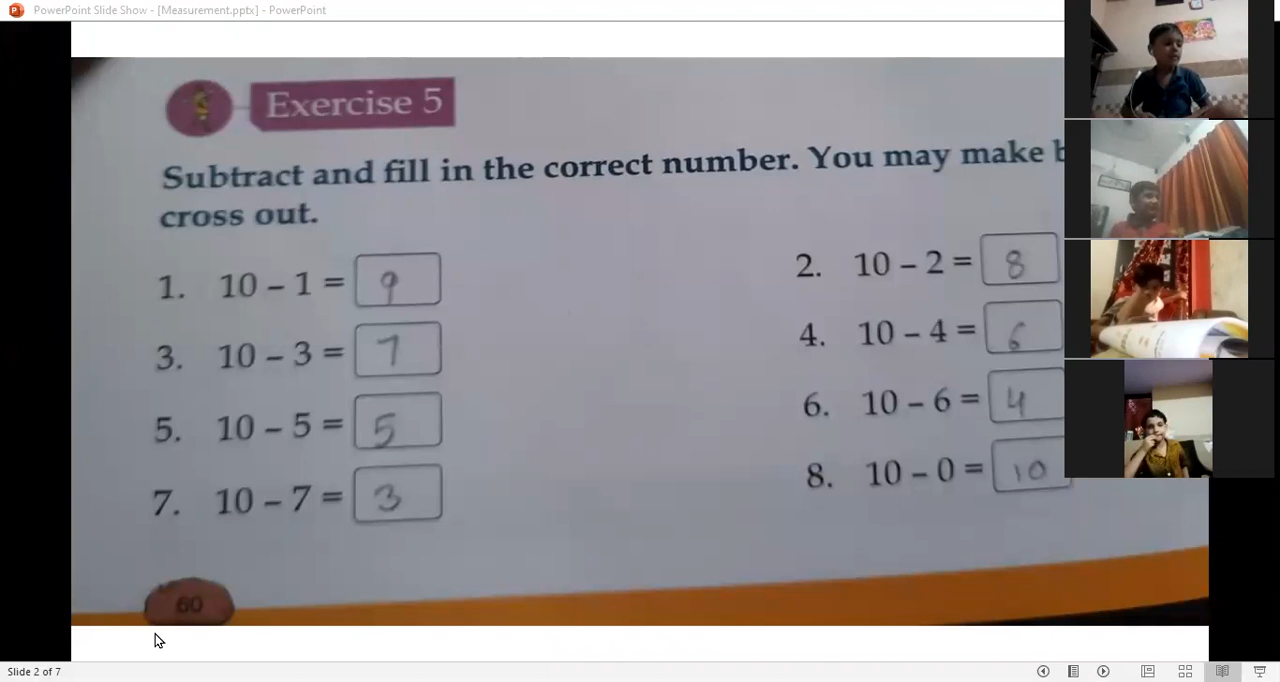 PowerPoint Slide Show - [Measurement.pptx] - PowerPoint
Exercise 5
Subtract and fill in the correct number. You may make
cross out.
1. 10 – 1 = 9
2. 10 – 2 = 8
3. 10 – 3 = 7
4. 10 – 4 = 6
5. 10 – 5 = 5
6. 10 – 6 = 4
7. 10 – 7 = 3
8. 10 – 0 = 10
60
Slide 2 of 7